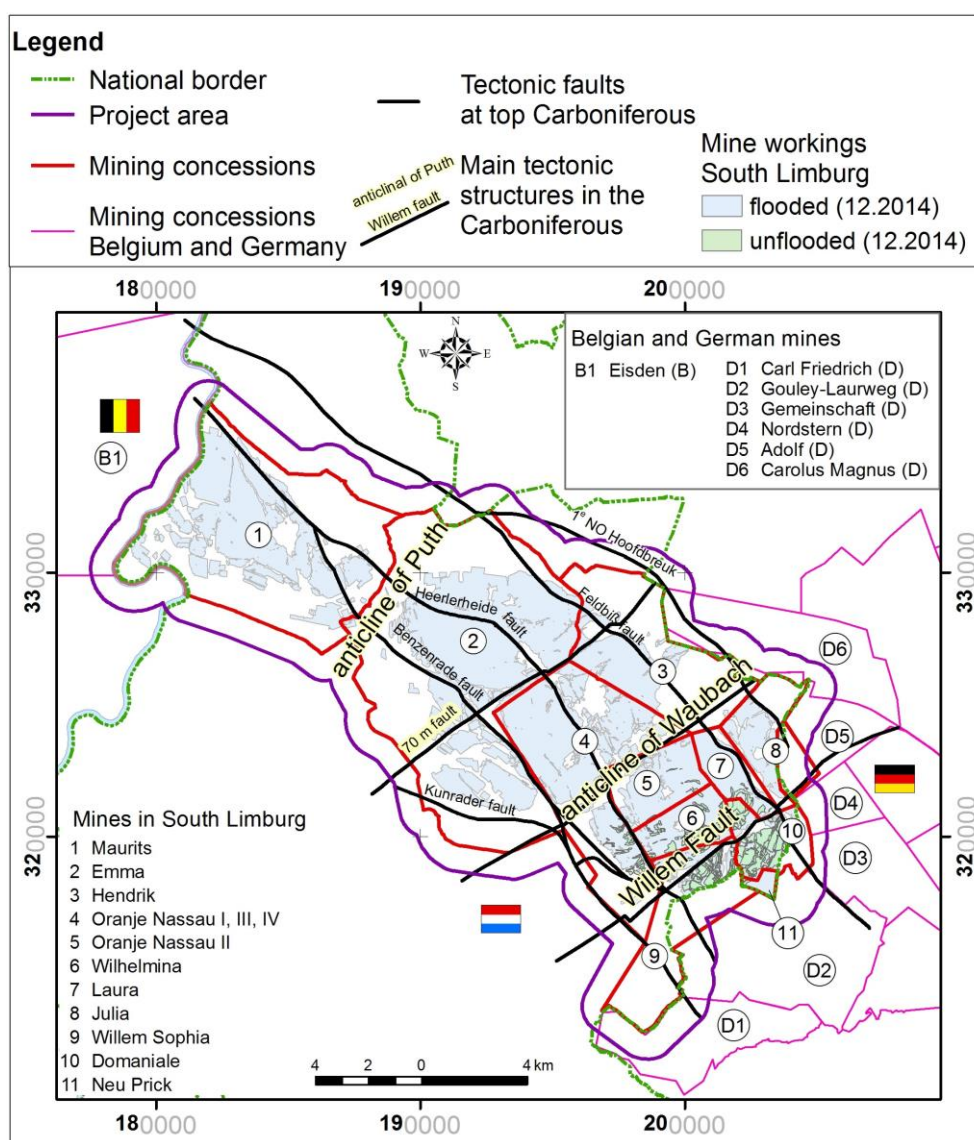 Legend
National border
Project area
Mining concessions
Mining concessions
Belgium and Germany
Tectonic faults
at top Carboniferous
anticlinal of Puth
Willem fault
Main tectonic
structures in the
Carboniferous
Mine workings
South Limburg
flooded (12.2014)
unflooded (12.2014)
180000
190000
200000
N
W
E
S
Belgian and German mines
B1 Eisden (B)
D1 Carl Friedrich (D)
D2 Gouley-Laurweg (D)
D3 Gemeinschaft (D)
D4 Nordstern (D)
D5 Adolf (D)
D6 Carolus Magnus (D)
B1
1
anticline of Puth
1e NO Hoofdbreuk
330000
330000
Heerlerheide fault
Feldbiß fault
2
Benzenrade fault
3
D6
70 m fault
anticline of Waubach
4
5
7
8
D5
Kunrader fault
6
10
D4
320000
320000
Willem Fault
D3
11
9
D2
D1
Mines in South Limburg
1 Maurits
2 Emma
3 Hendrik
4 Oranje Nassau I, III, IV
5 Oranje Nassau II
6 Wilhelmina
7 Laura
8 Julia
9 Willem Sophia
10 Domaniale
11 Neu Prick
4 2 0 4 km
180000
190000
200000